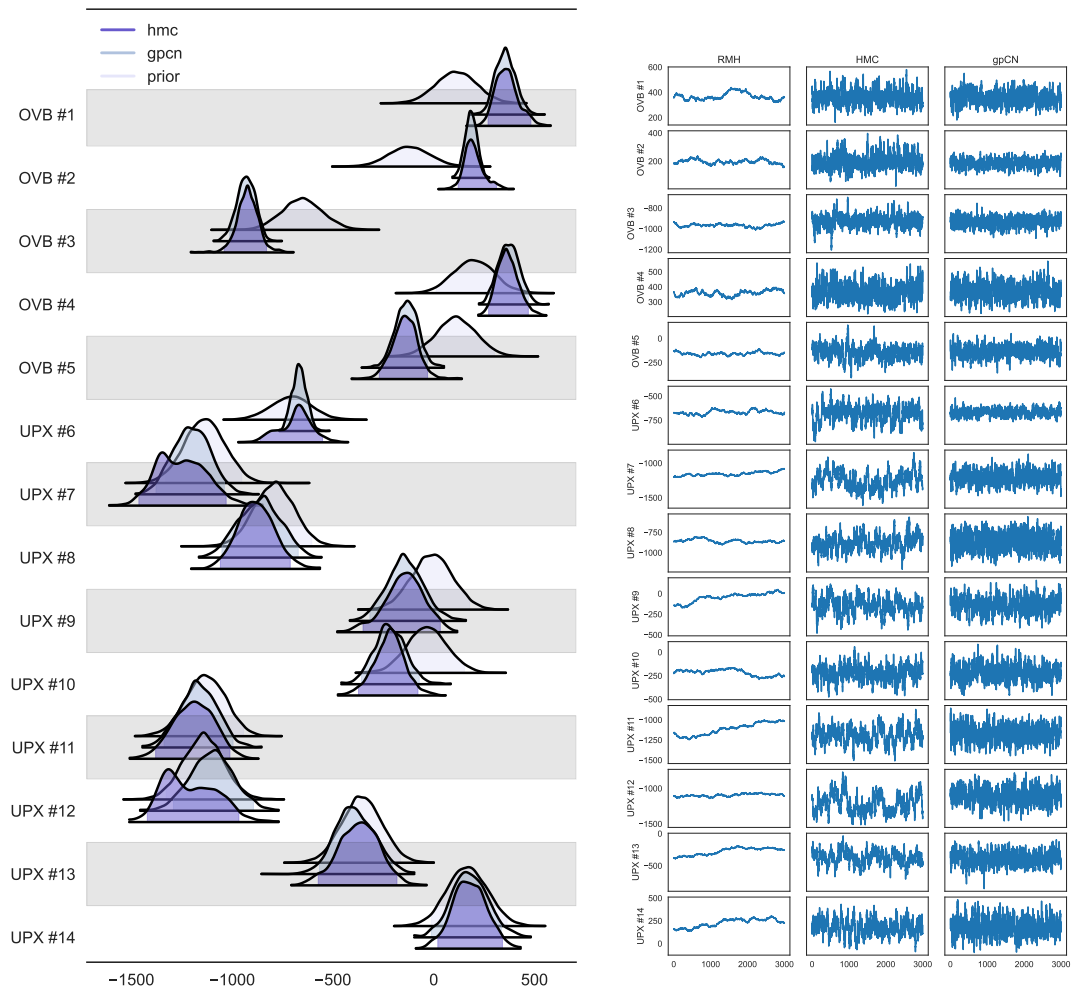 hmc
gpcn
prior
OVB #1
OVB #2
OVB #3
OVB #4
OVB #5
UPX #6
UPX #7
UPX #8
UPX #9
UPX #10
UPX #11
UPX #12
UPX #13
UPX #14
−1500 −1000 −500 0 500
RMH HMC gpCN
OVB #1
600
400
200
OVB #2
400
200
OVB #3
−800
−1000
−1200
OVB #4
500
400
300
OVB #5
0
−250
UPX #6
−500
−750
UPX #7
−1000
−1500
UPX #8
−750
−1000
UPX #9
0
−250
−500
UPX #10
0
−250
−500
UPX #11
−1000
−1250
−1500
UPX #12
−1000
−1500
UPX #13
0
−500
UPX #14
500
250
0
0 1000 2000 3000 0 1000 2000 3000 0 1000 2000 3000